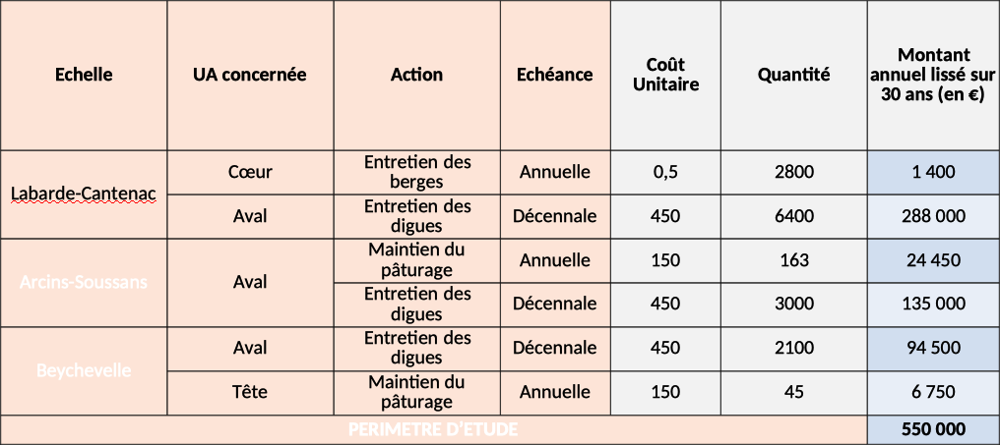 Echelle UA concernée Action Echéance Coût Unitaire Quantité Montant annuel lissé sur 30 ans (en €)
Labarde-Cantenac Cœur Entretien des berges Annuelle 0,5 2800 1 400
Aval Entretien des digues Décennale 450 6400 288 000
Arcins-Soussans Aval Maintien du pâturage Annuelle 150 163 24 450
Entretien des digues Décennale 450 3000 135 000
Beychevelle Aval Entretien des digues Décennale 450 2100 94 500
Tête Maintien du pâturage Annuelle 150 45 6 750
PERIMETRE D'ETUDE 550 000